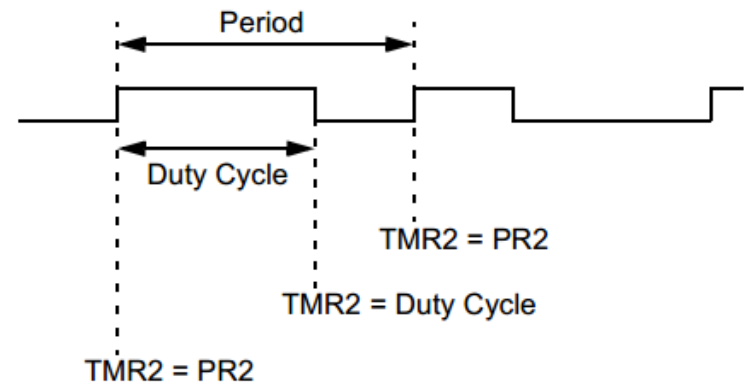 Period
Duty Cycle
TMR2 = PR2
TMR2 = Duty Cycle
TMR2 = PR2